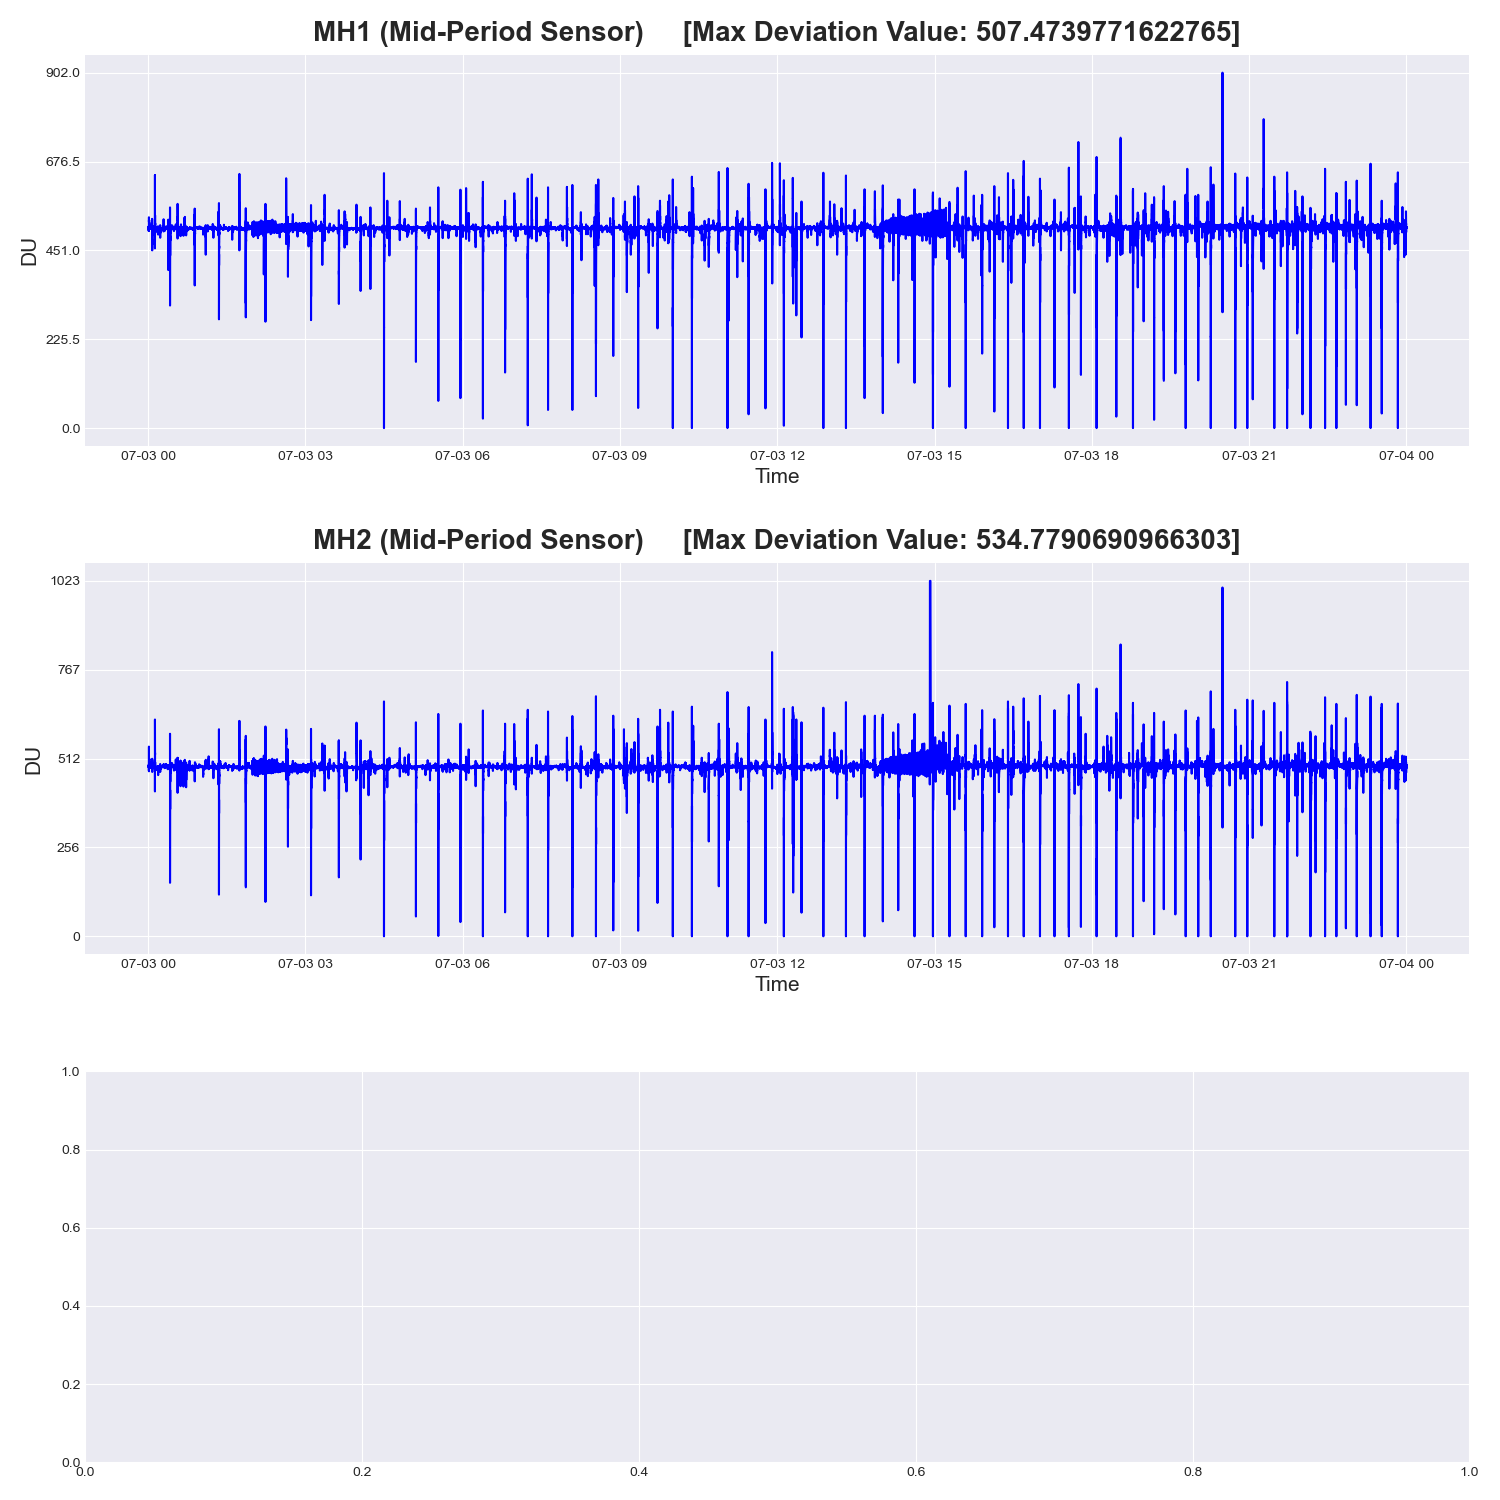 MH1 (Mid-Period Sensor) [Max Deviation Value: 507.4739771622765]
902.0
676.5
451.0
225.5
0.0
DU
07-03 00 07-03 03 07-03 06 07-03 09 07-03 12 07-03 15 07-03 18 07-03 21 07-04 00
Time
MH2 (Mid-Period Sensor) [Max Deviation Value: 534.7790690966303]
1023
767
512
256
0
DU
07-03 00 07-03 03 07-03 06 07-03 09 07-03 12 07-03 15 07-03 18 07-03 21 07-04 00
Time
1.0
0.8
0.6
0.4
0.2
0.0
0.0 0.2 0.4 0.6 0.8 1.0